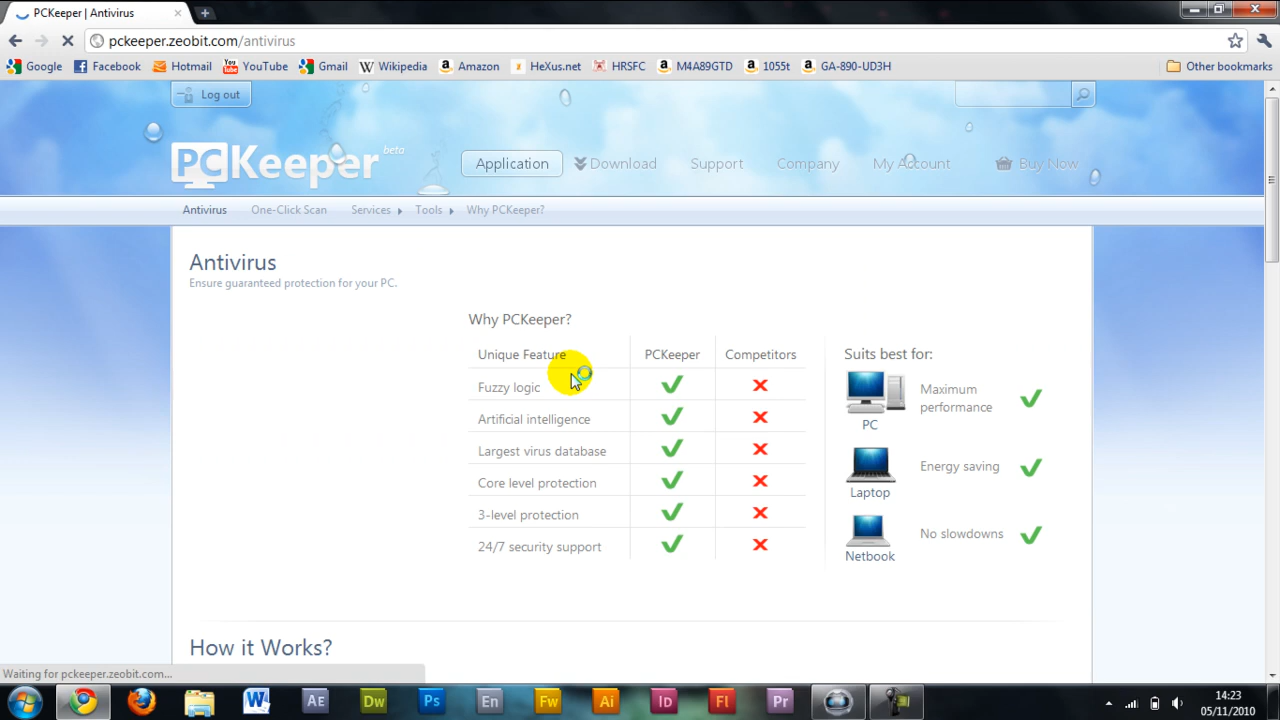 PCKeeper | Antivirus
pckeeper.zeobit.com/antivirus
Google Facebook Hotmail YouTube Gmail Wikipedia Amazon HeXus.net HRSFC M4A89GTD 1055t GA-890-UD3H Other bookmarks
Log out
PCKeeper beta
Application Download Support Company My Account Buy Now
Antivirus One-Click Scan Services Tools Why PCKeeper?
Antivirus
Ensure guaranteed protection for your PC.
Why PCKeeper?
Unique Feature PCKeeper Competitors
Fuzzy logic
Artificial intelligence
Largest virus database
Core level protection
3-level protection
24/7 security support
Suits best for:
Maximum
performance
PC
Energy saving
Laptop
No slowdowns
Netbook
How it Works?
Waiting for pckeeper.zeobit.com...
Ae Dw Ps En Fw Ai Id Fl Pr
14:23
05/11/2010